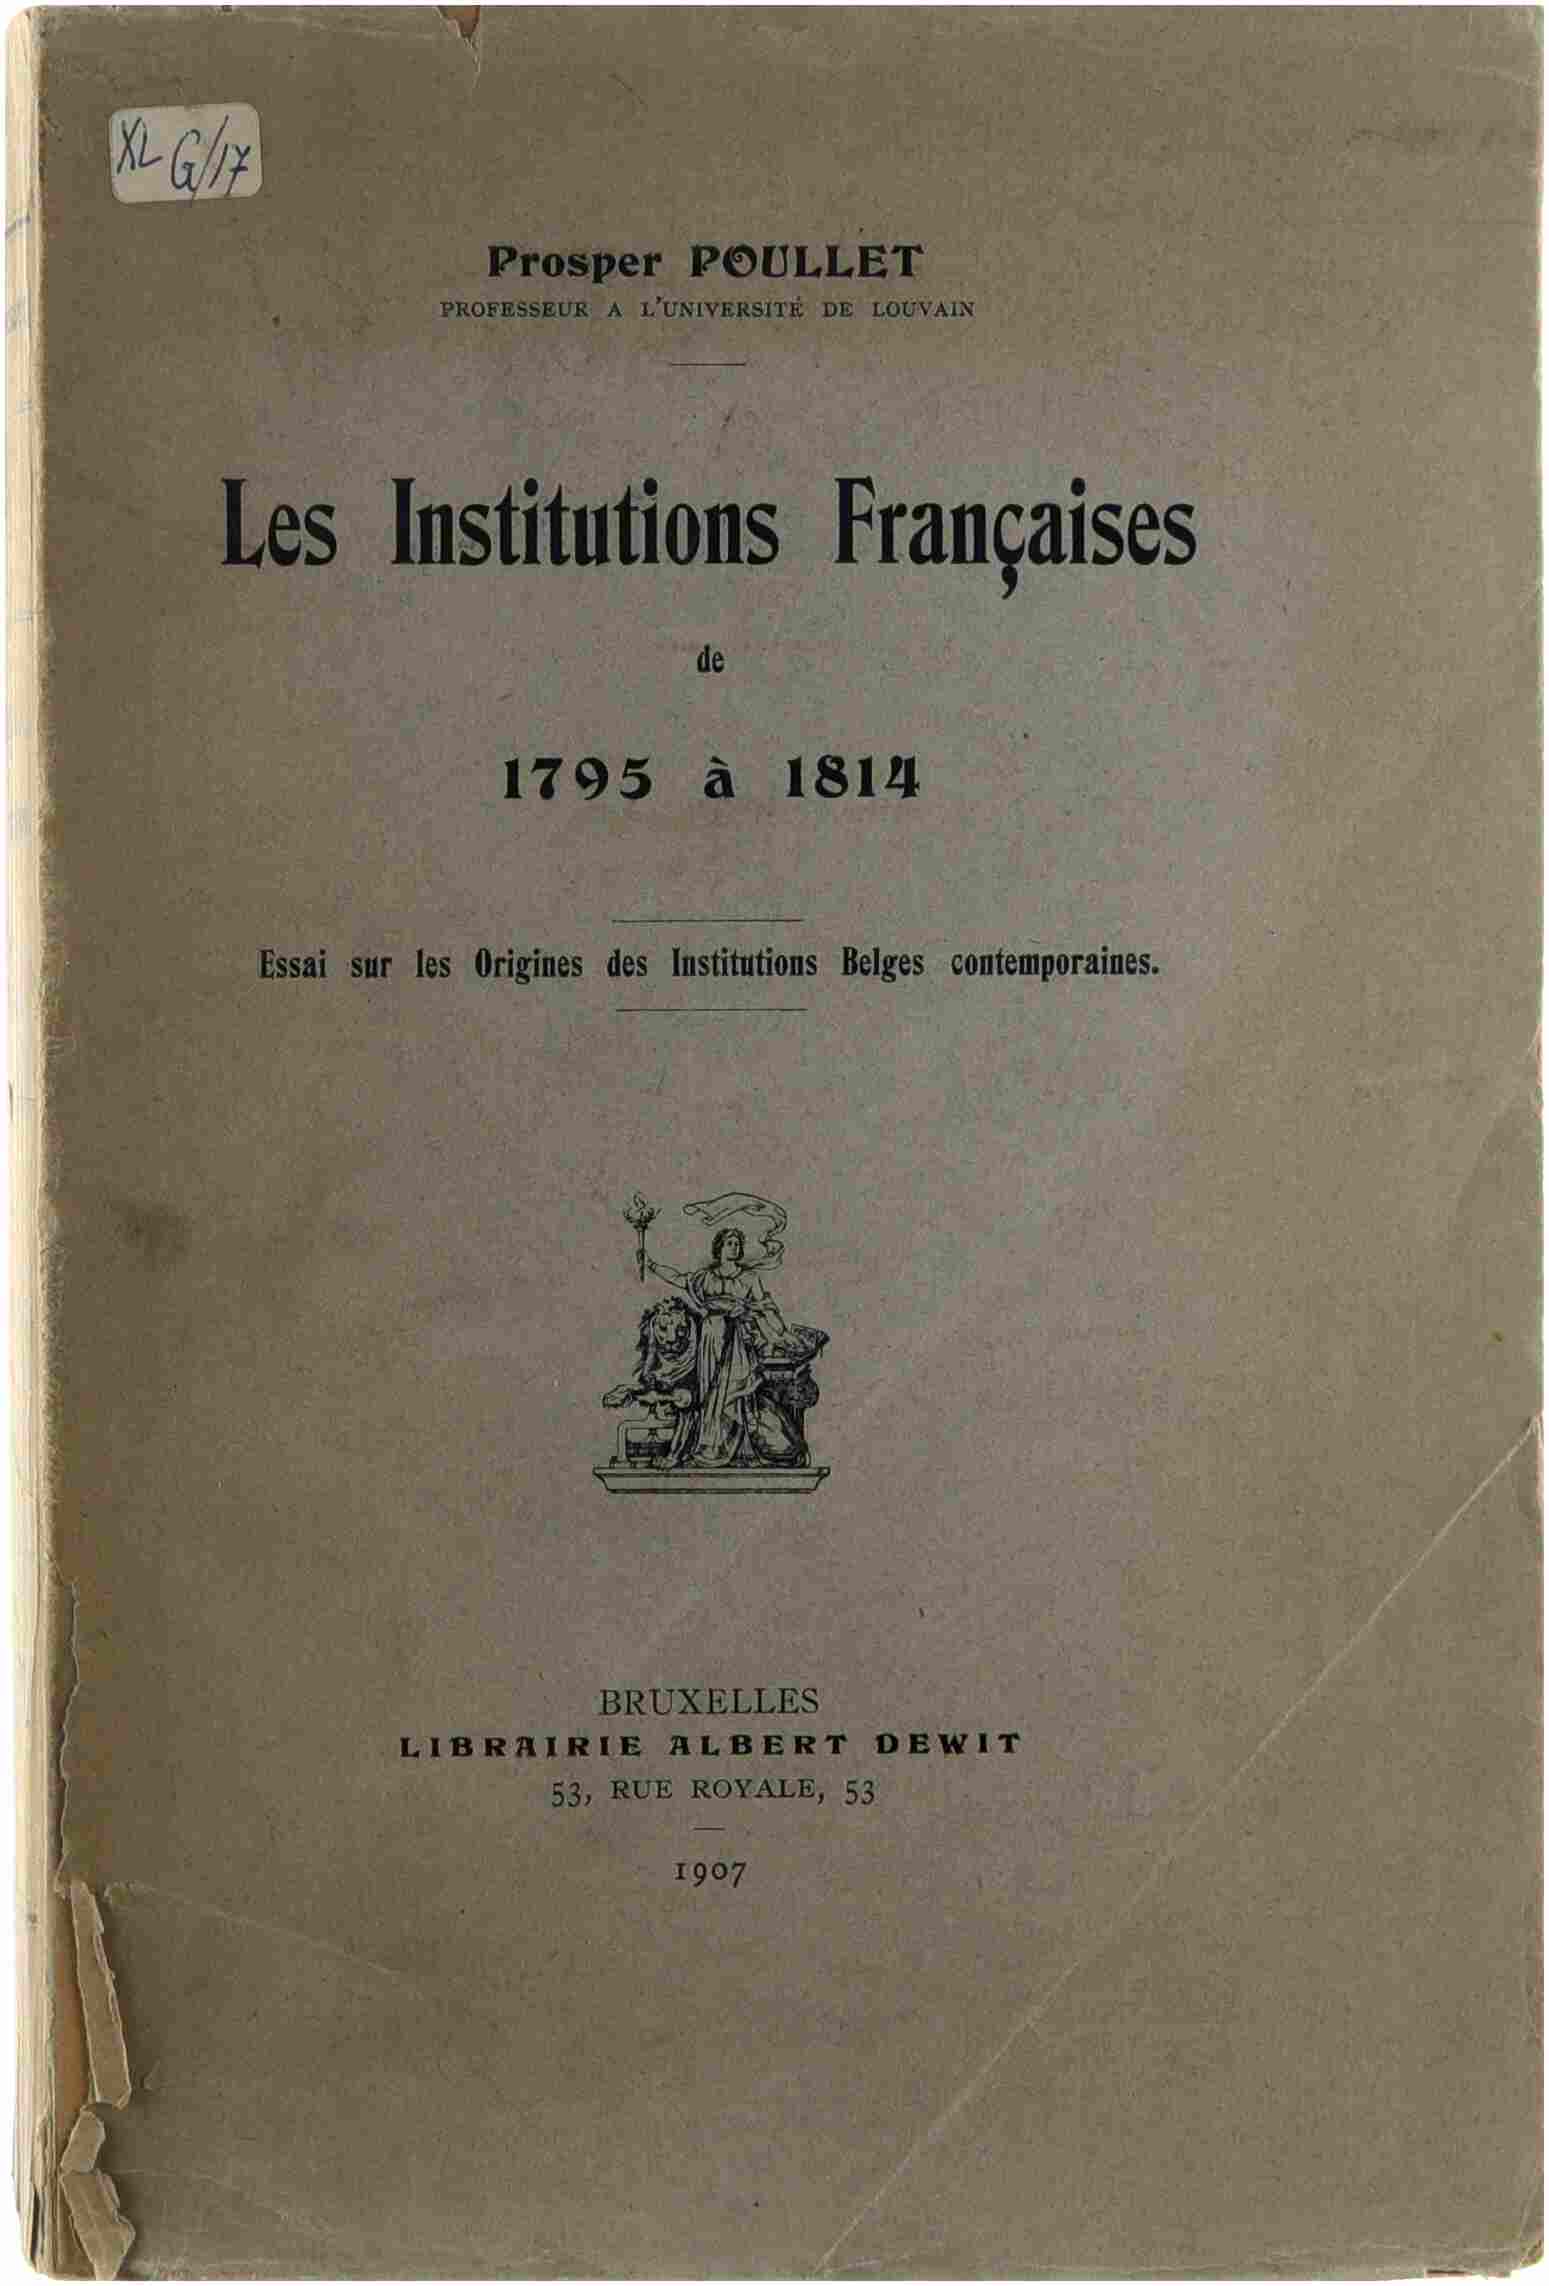 XL G/17
Prosper POULLET
PROFESSEUR A L'UNIVERSITÉ DE LOUVAIN
Les Institutions Françaises
de
1795 à 1814
Essai sur les Origines des Institutions Belges contemporaines.
BRUXELLES
LIBRAIRIE ALBERT DEWIT
53, RUE ROYALE, 53
1907